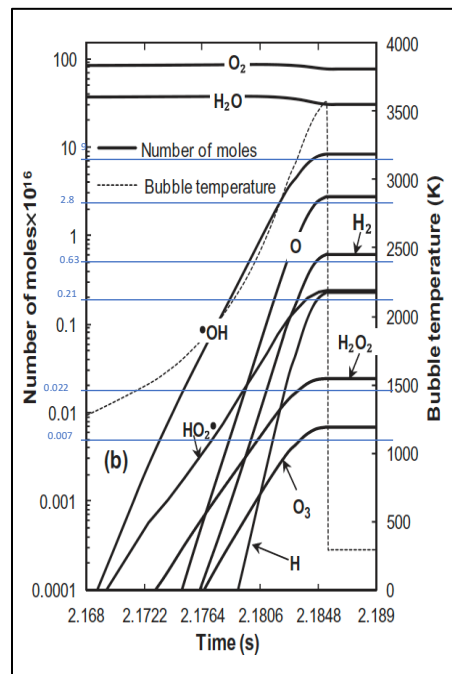 100
10
9
2.8
1
0.63
0.21
0.1
0.022
0.01
0.007
0.001
0.0001
Number of moles×10¹⁶
O₂
H₂O
Number of moles
Bubble temperature
O
H₂
•OH
H₂O₂
HO₂•
(b)
O₃
H
4000
3500
3000
2500
2000
1500
1000
500
0
Bubble temperature (K)
2.168 2.1722 2.1764 2.1806 2.1848 2.189
Time (s)